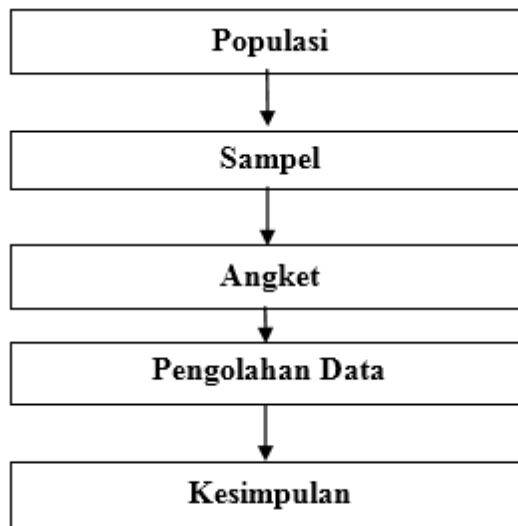 Populasi
Sampel
Angket
Pengolahan Data
Kesimpulan